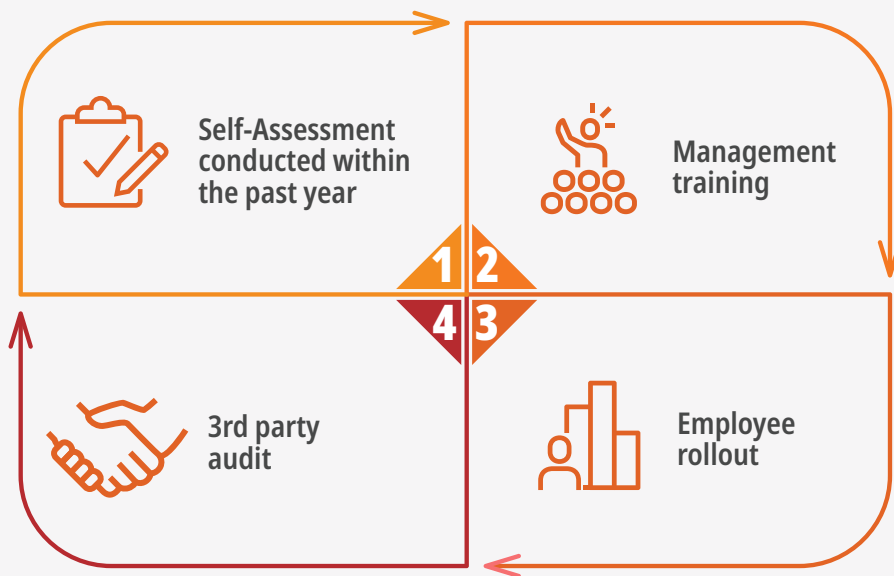 Self-Assessment
conducted within
the past year
Management
training
1
2
4
3
3rd party
audit
Employee
rollout